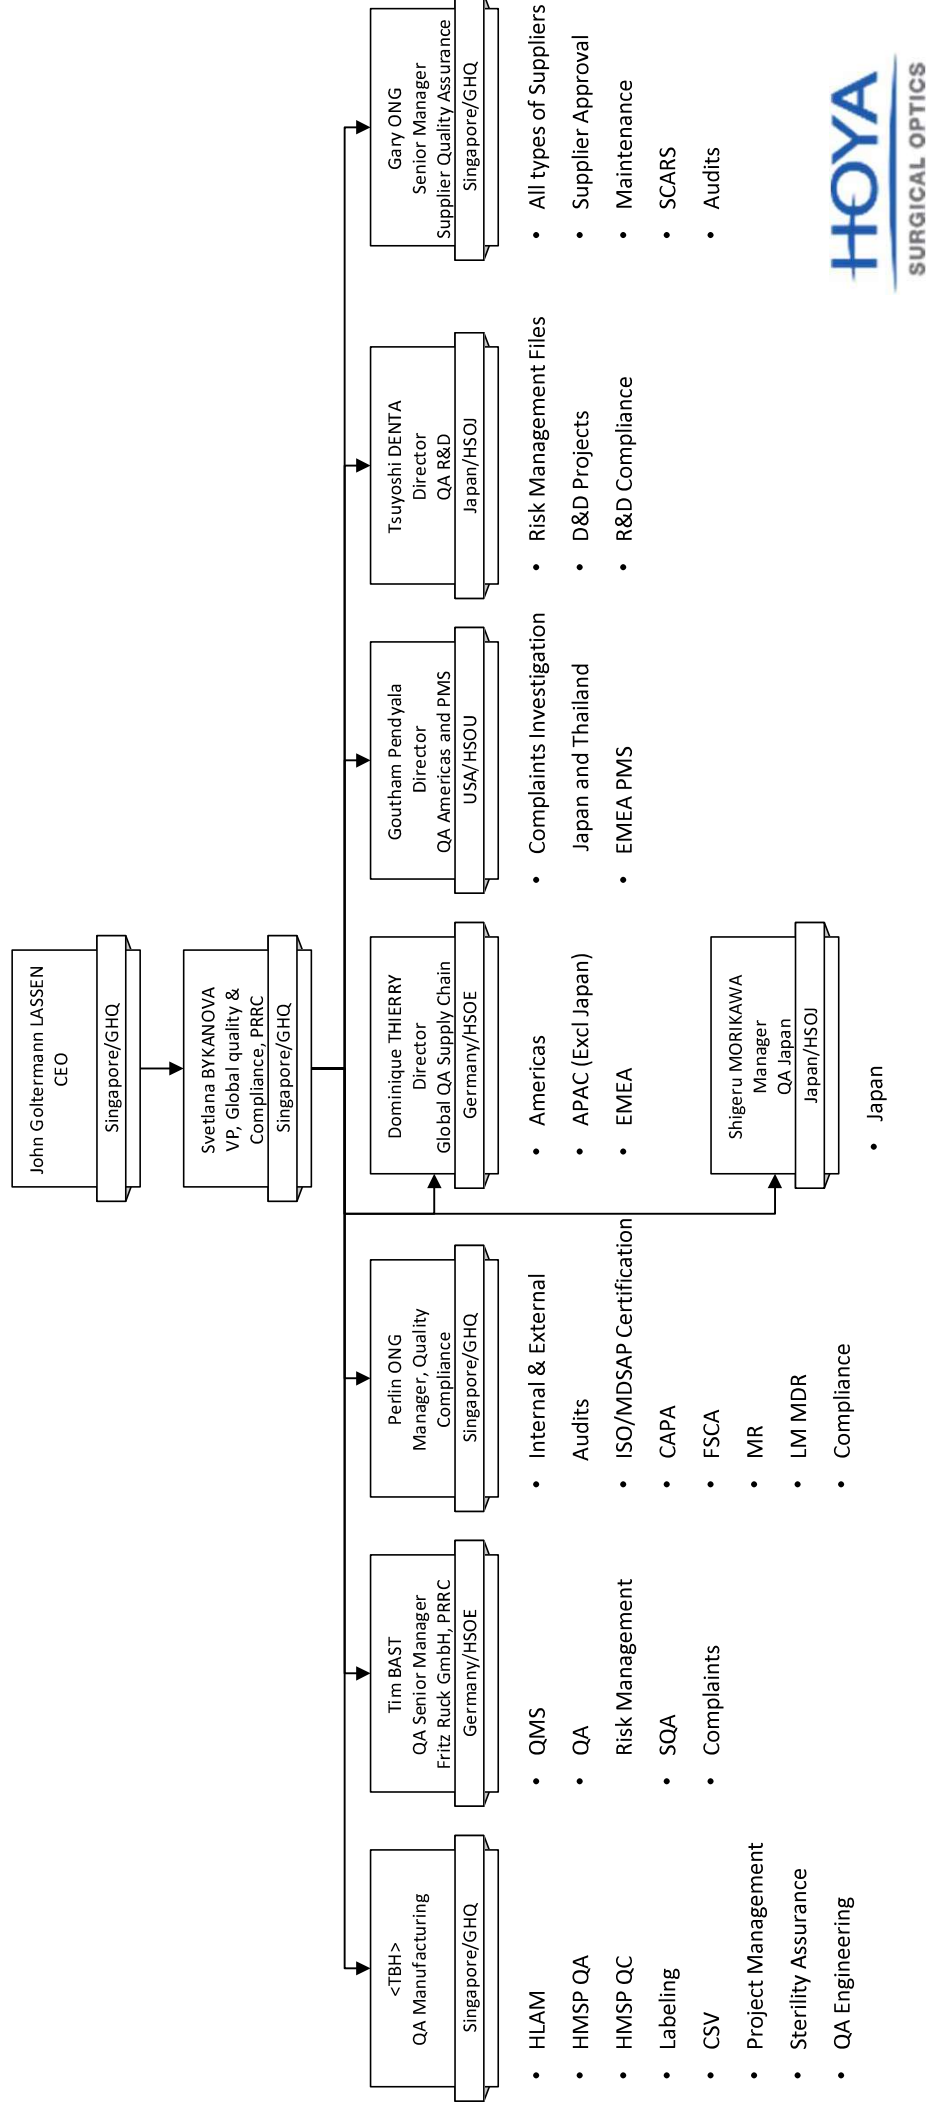 John Goltermann LASSEN
CEO
Singapore/GHQ
Svetlana BYKANOVA
VP, Global quality &
Compliance, PRRC
Singapore/GHQ
<TBH>
QA Manufacturing
Singapore/GHQ
• HLAM
• HMSP QA
• HMSP QC
• Labeling
• CSV
• Project Management
• Sterility Assurance
• QA Engineering
Tim BAST
QA Senior Manager
Fritz Ruck GmbH, PRRC
Germany/HSOE
• QMS
• QA
Risk Management
• SQA
• Complaints
Perlin ONG
Manager, Quality
Compliance
Singapore/GHQ
• Internal & External
Audits
• ISO/MDSAP Certification
• CAPA
• FSCA
• MR
• LM MDR
• Compliance
Dominique THIERRY
Director
Global QA Supply Chain
Germany/HSOE
• Americas
• APAC (Excl Japan)
• EMEA
Shigeru MORIKAWA
Manager
QA Japan
Japan/HSOJ
• Japan
Goutham Pendyala
Director
QA Americas and PMS
USA/HSOU
• Complaints Investigation
Japan and Thailand
• EMEA PMS
Tsuyoshi DENTA
Director
QA R&D
Japan/HSOJ
• Risk Management Files
• D&D Projects
• R&D Compliance
Gary ONG
Senior Manager
Supplier Quality Assurance
Singapore/GHQ
• All types of Suppliers
• Supplier Approval
• Maintenance
• SCARS
• Audits
HOYA
SURGICAL OPTICS